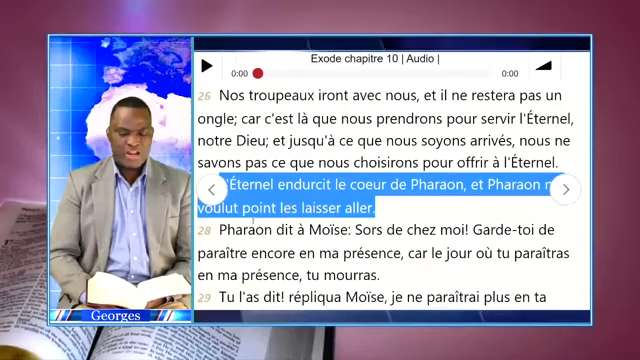 Exode chapitre 10 | Audio |
0:00
0:00
26 Nos troupeaux iront avec nous, et il ne restera pas un
ongle; car c'est là que nous prendrons pour servir l'Éternel,
notre Dieu; et jusqu'à ce que nous soyons arrivés, nous ne
savons pas ce que nous choisirons pour offrir à l'Éternel.
l'Éternel endurcit le coeur de Pharaon, et Pharaon
voulut point les laisser aller.
28 Pharaon dit à Moïse: Sors de chez moi! Garde-toi de
paraître encore en ma présence, car le jour où tu paraîtras
en ma présence, tu mourras.
29 Tu l'as dit! répliqua Moïse, je ne paraîtrai plus en ta
Georges